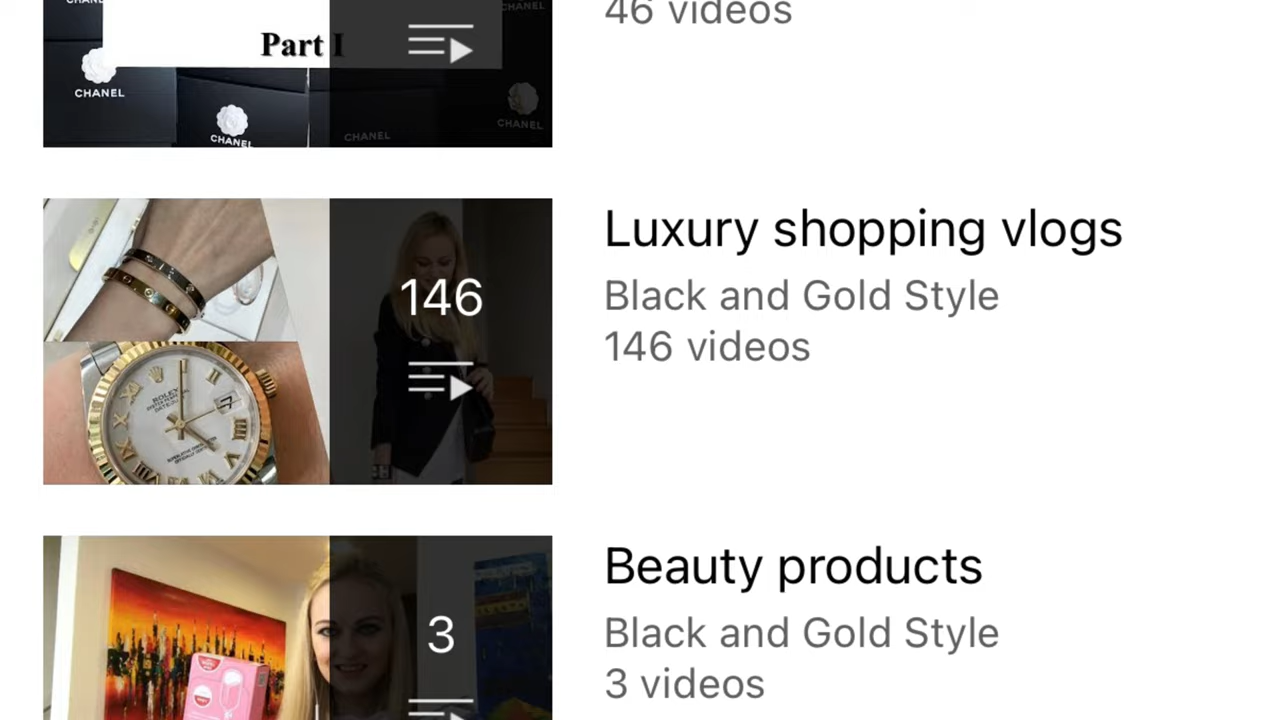 CHANEL
46 videos
Part I
CHANEL
CHANEL
CHANEL
CHANEL
Luxury shopping vlogs
146
Black and Gold Style
146 videos
ROLEX
Beauty products
3
Black and Gold Style
3 videos